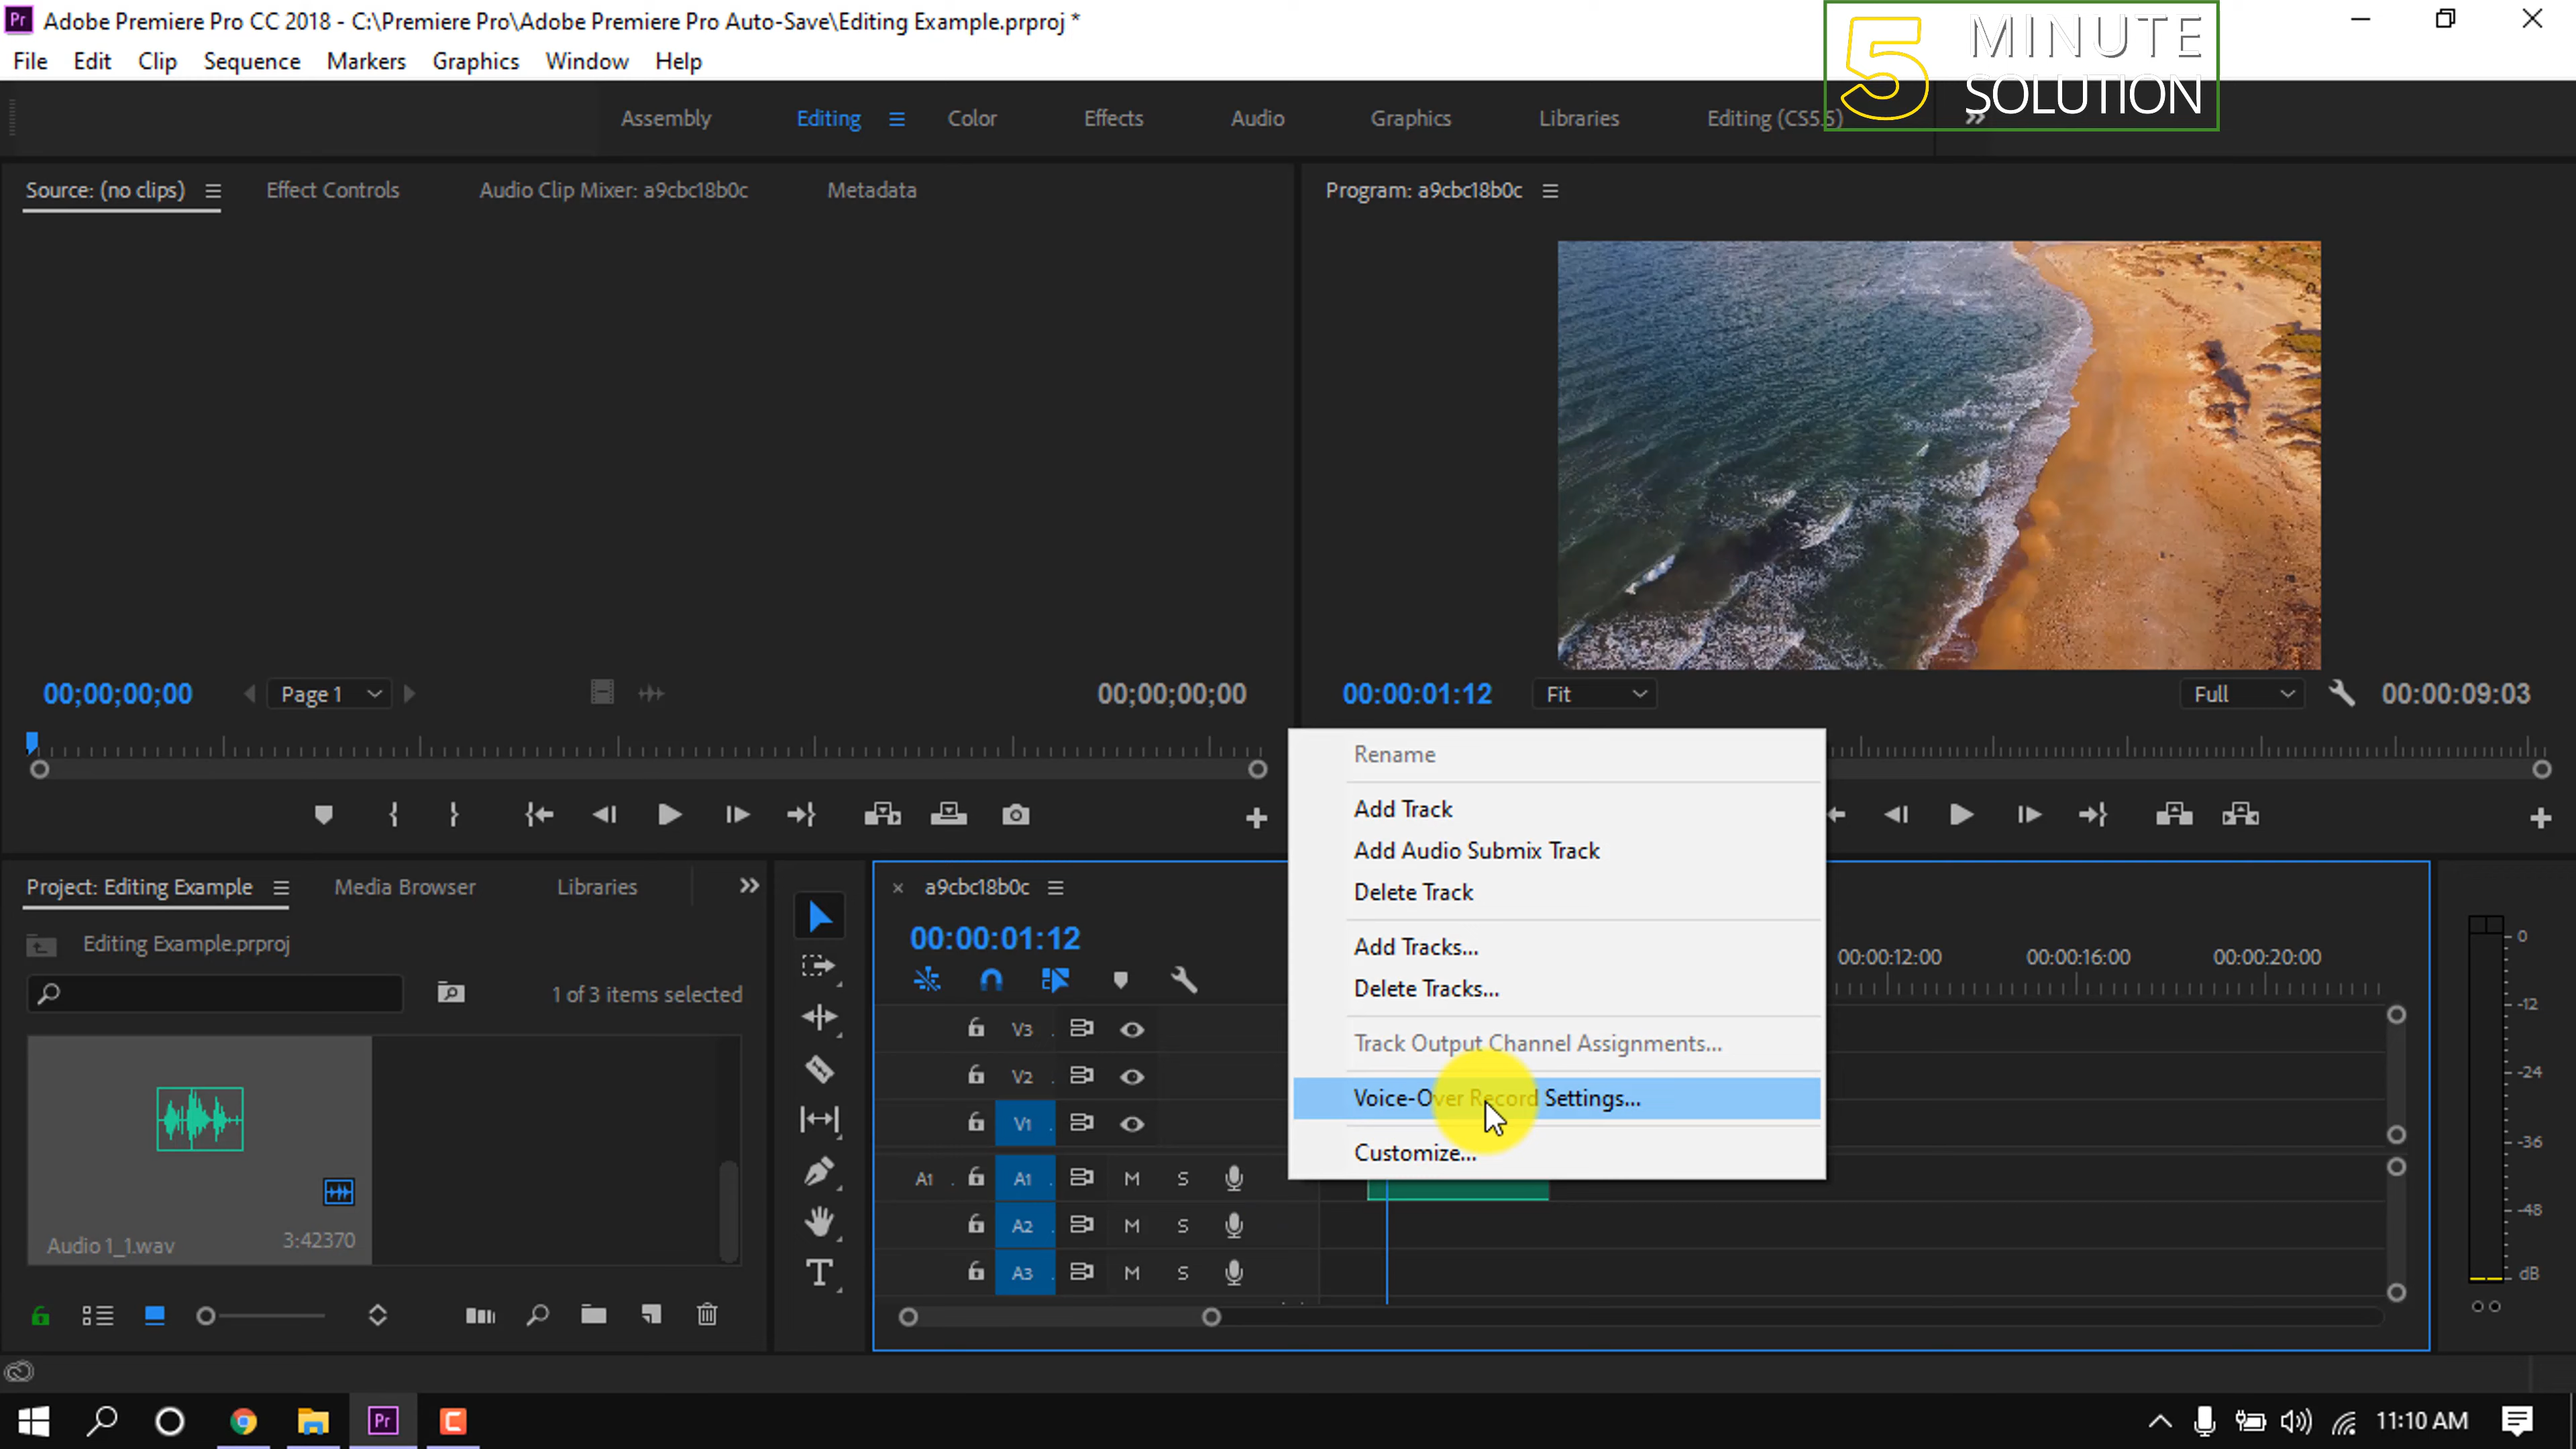 Adobe Premiere Pro CC 2018 - C:\Premiere Pro\Adobe Premiere Pro Auto-Save\Editing Example.prproj *
5 MINUTE
SOLUTION
File Edit Clip Sequence Markers Graphics Window Help
Assembly Editing Color Effects Audio Graphics Libraries Editing (CS5.5)
Source: (no clips) Effect Controls Audio Clip Mixer: a9cbc18b0c Metadata
Program: a9cbc18b0c
00;00;00;00 Page 1 00;00;00;00
00:00:01:12 Fit Full 00:00:09:03
Rename
Add Track
Add Audio Submix Track
Delete Track
Add Tracks...
Delete Tracks...
Track Output Channel Assignments...
Voice-Over Record Settings...
Customize...
Project: Editing Example Media Browser Libraries
Editing Example.prproj
1 of 3 items selected
Audio 1_1.wav 3:42370
a9cbc18b0c
00:00:01:12
00:00:12:00 00:00:16:00 00:00:20:00
V3
V2
V1
A1 A1 M S
A2 M S
A3 M S
0
-12
-24
-36
-48
dB
Pr 11:10 AM